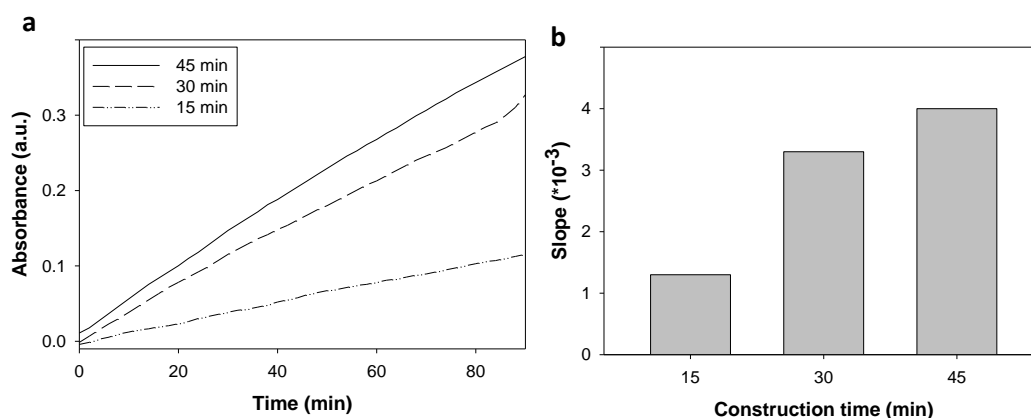 a
45 min
30 min
15 min
Absorbance (a.u.)
0.3
0.2
0.1
0.0
0 20 40 60 80
Time (min)
b
Slope (*10-3)
4
3
2
1
0
15 30 45
Construction time (min)